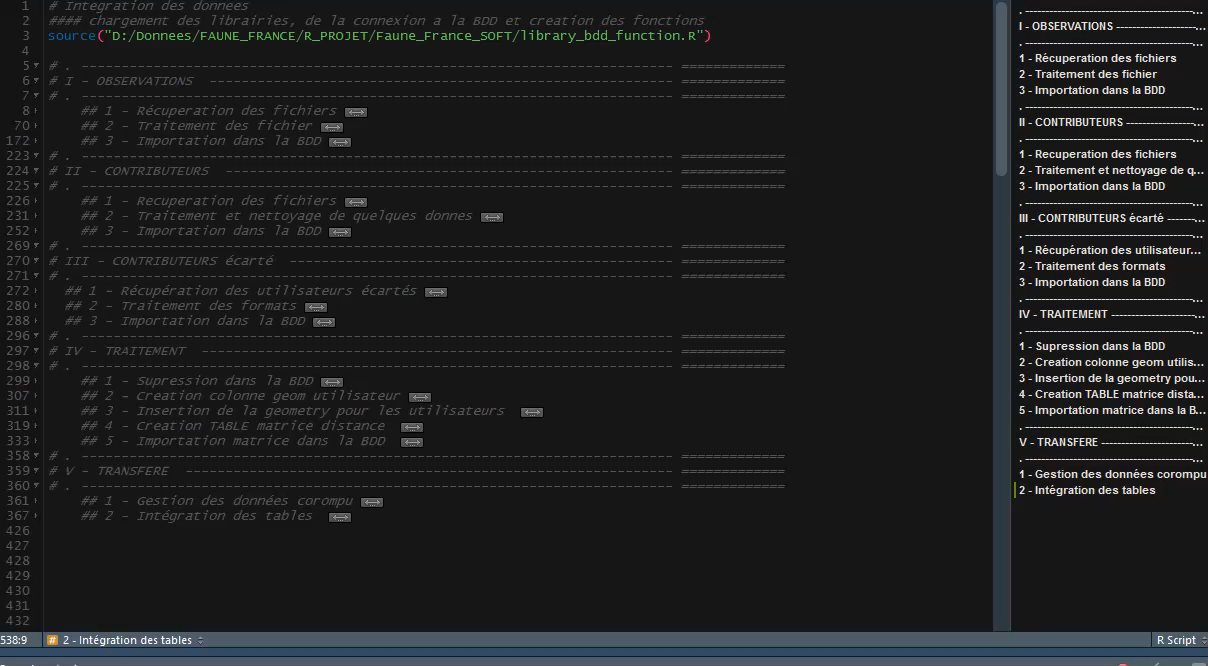 1 # Integration des donnees
2 #### chargement des librairies, de la connexion a la BDD et creation des fonctions
3 source("D:/Donnees/FAUNE_FRANCE/R_PROJET/Faune_France_SOFT/library_bdd_function.R")
4
5 # . -------------------------------------------------------------------------- =============
6 # I - OBSERVATIONS ---------------------------------------------------------- =============
7 # . -------------------------------------------------------------------------- =============
8 ## 1 - Récuperation des fichiers
70 ## 2 - Traitement des fichier
172 ## 3 - Importation dans la BDD
223 # . -------------------------------------------------------------------------- =============
224 # II - CONTRIBUTEURS -------------------------------------------------------- =============
225 # . -------------------------------------------------------------------------- =============
226 ## 1 - Recuperation des fichiers
231 ## 2 - Traitement et nettoyage de quelques donnes
252 ## 3 - Importation dans la BDD
269 # . -------------------------------------------------------------------------- =============
270 # III - CONTRIBUTEURS écarté ------------------------------------------------ =============
271 # . -------------------------------------------------------------------------- =============
272 ## 1 - Récupération des utilisateurs écartés
280 ## 2 - Traitement des formats
288 ## 3 - Importation dans la BDD
296 # . -------------------------------------------------------------------------- =============
297 # IV - TRAITEMENT ----------------------------------------------------------- =============
298 # . -------------------------------------------------------------------------- =============
299 ## 1 - Supression dans la BDD
307 ## 2 - Creation colonne geom utilisateur
311 ## 3 - Insertion de la geometry pour les utilisateurs
319 ## 4 - Creation TABLE matrice distance
333 ## 5 - Importation matrice dans la BDD
358 # . -------------------------------------------------------------------------- =============
359 # V - TRANSFERE ------------------------------------------------------------- =============
360 # . -------------------------------------------------------------------------- =============
361 ## 1 - Gestion des données corompu
367 ## 2 - Intégration des tables
426
427
428
429
430
431
432
538:9 # 2 - Intégration des tables R Script
. ----------------------------------...
I - OBSERVATIONS ------------------...
. ----------------------------------...
1 - Récuperation des fichiers
2 - Traitement des fichier
3 - Importation dans la BDD
. ----------------------------------...
II - CONTRIBUTEURS ----------------...
. ----------------------------------...
1 - Recuperation des fichiers
2 - Traitement et nettoyage de q...
3 - Importation dans la BDD
. ----------------------------------...
III - CONTRIBUTEURS écarté -------...
. ----------------------------------...
1 - Récupération des utilisateur...
2 - Traitement des formats
3 - Importation dans la BDD
. ----------------------------------...
IV - TRAITEMENT --------------------...
. ----------------------------------...
1 - Supression dans la BDD
2 - Creation colonne geom utilis...
3 - Insertion de la geometry pou...
4 - Creation TABLE matrice dista...
5 - Importation matrice dans la B...
. ----------------------------------...
V - TRANSFERE ---------------------...
. ----------------------------------...
1 - Gestion des données corompu
2 - Intégration des tables